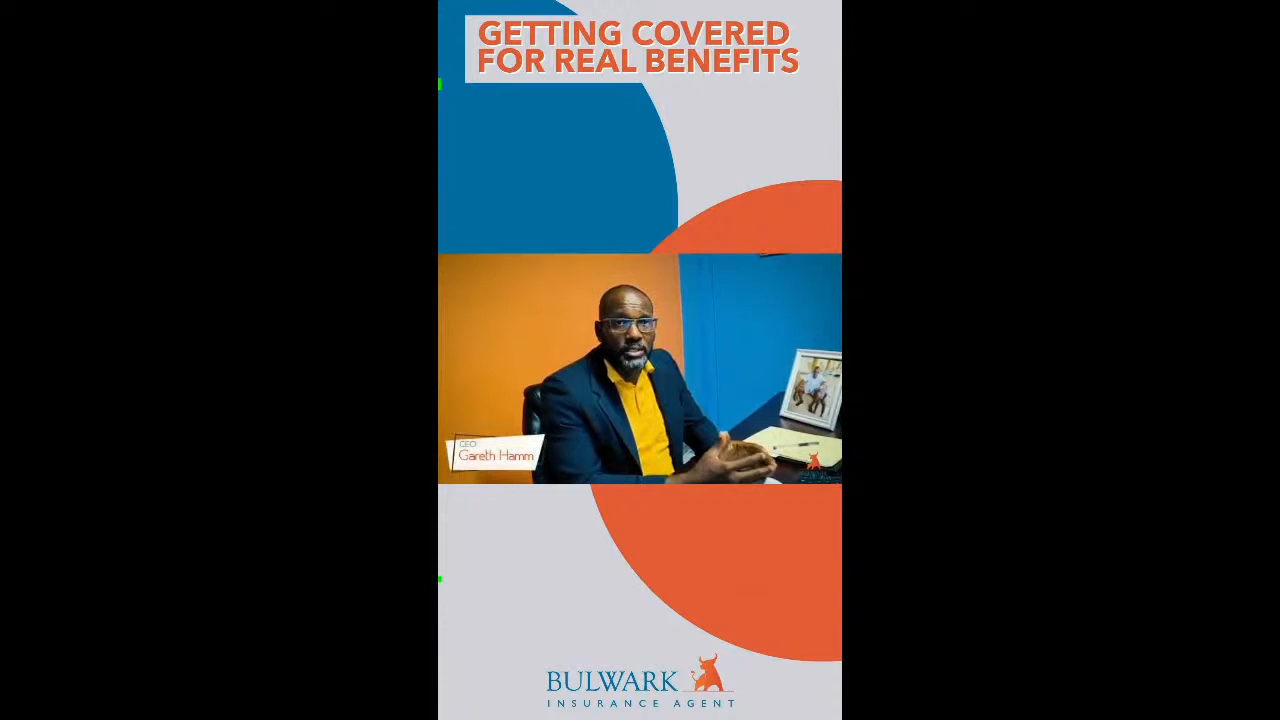 GETTING COVERED
FOR REAL BENEFITS
CEO
Gareth Hamm
BULWARK
INSURANCE AGENT